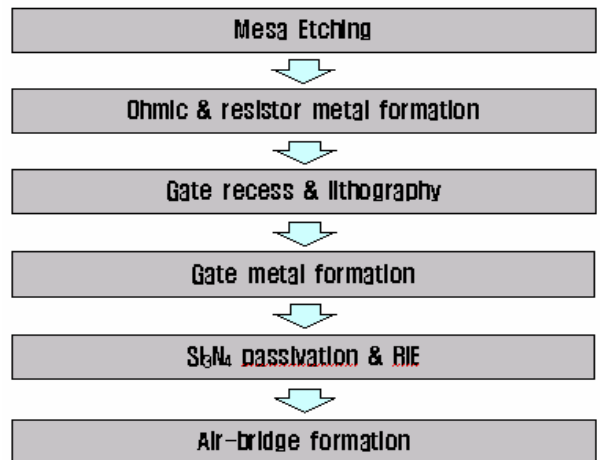 Mesa Etching
Ohmic & resistor metal formation
Gate recess & lithography
Gate metal formation
Si₃N₄ passivation & RIE
Air-bridge formation